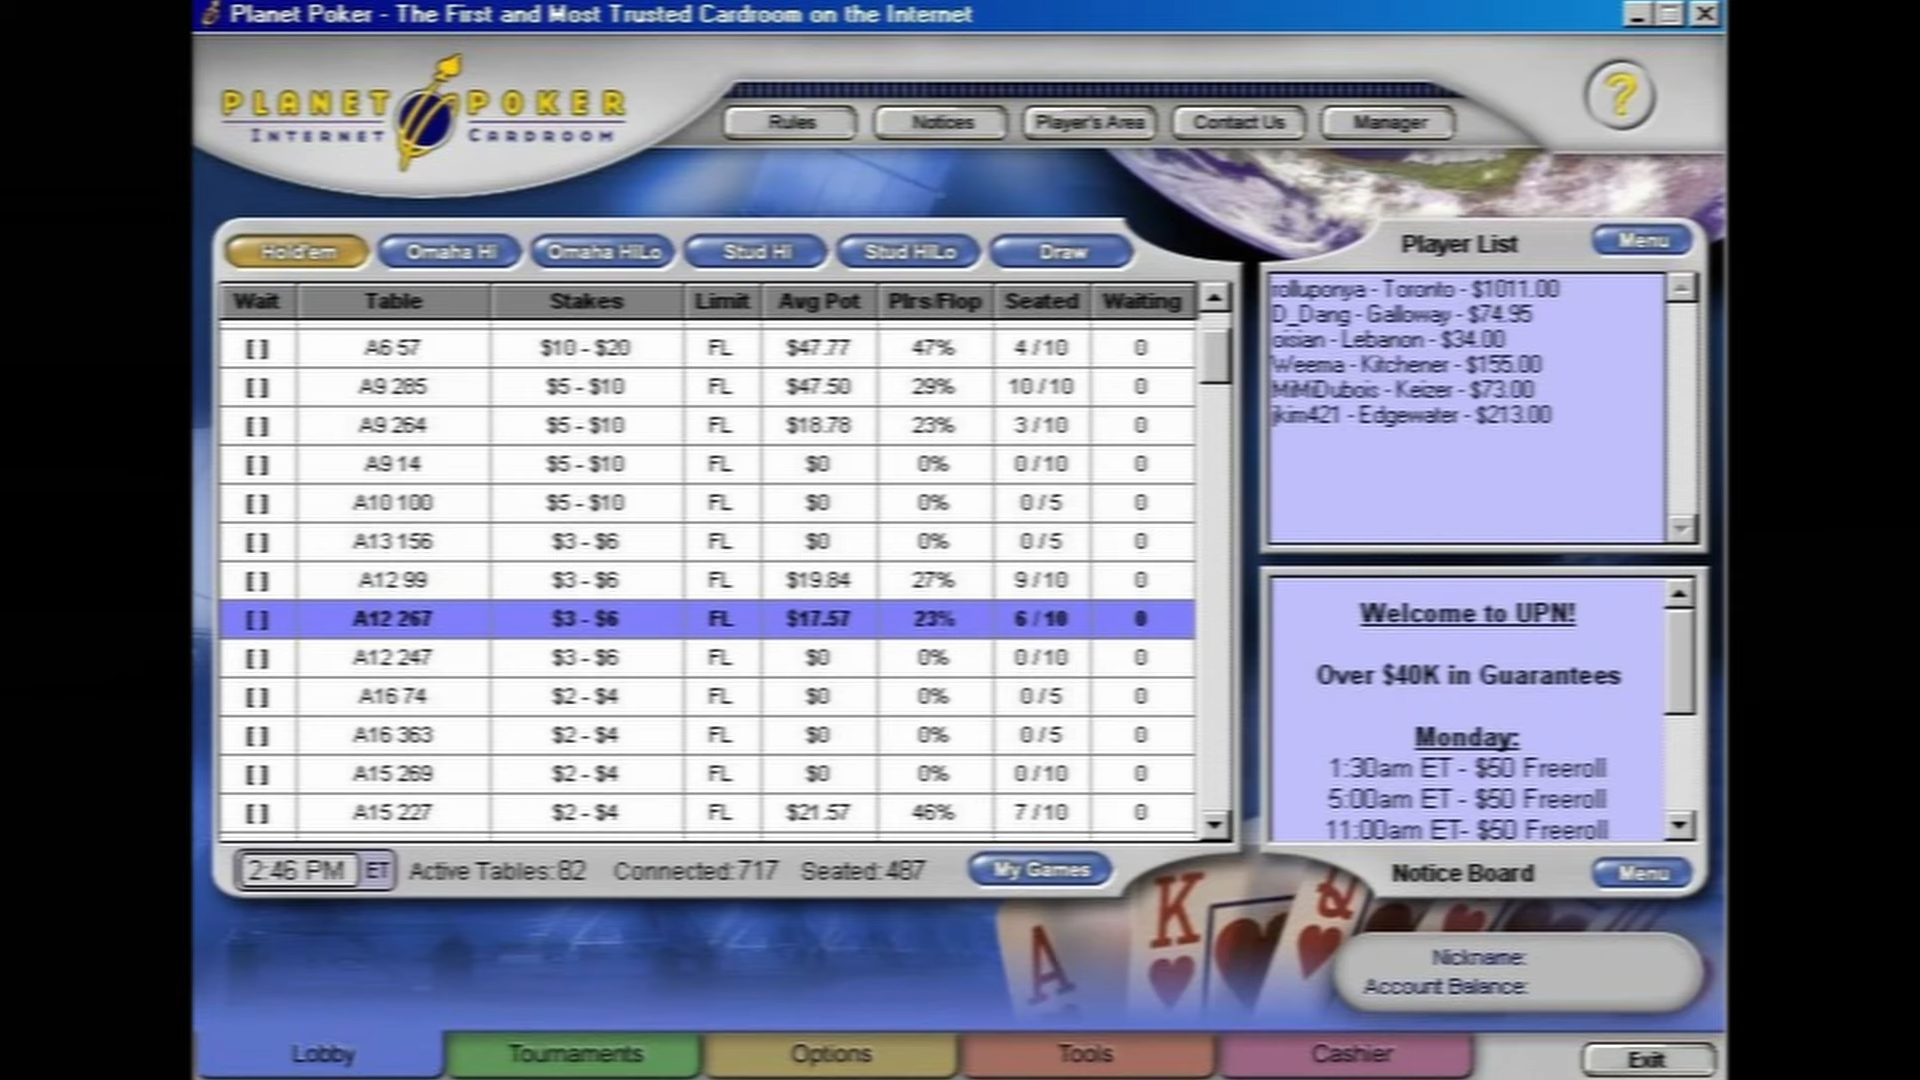 Planet Poker - The First and Most Trusted Cardroom on the Internet
PLANET POKER
INTERNET CARDROOM
Rules Notices Player's Area Contact Us Manager ?
Hold'em Omaha Hi Omaha HiLo Stud Hi Stud HiLo Draw
Wait Table Stakes Limit Avg Pot Plrs/Flop Seated Waiting
[ ] A6 57 $10 - $20 FL $47.77 47% 4 / 10 0
[ ] A9 285 $5 - $10 FL $47.50 29% 10 / 10 0
[ ] A9 264 $5 - $10 FL $18.78 23% 3 / 10 0
[ ] A9 14 $5 - $10 FL $0 0% 0 / 10 0
[ ] A10 100 $5 - $10 FL $0 0% 0 / 5 0
[ ] A13 156 $3 - $6 FL $0 0% 0 / 5 0
[ ] A12 99 $3 - $6 FL $19.84 27% 9 / 10 0
[ ] A12 267 $3 - $6 FL $17.57 23% 6 / 10 0
[ ] A12 247 $3 - $6 FL $0 0% 0 / 10 0
[ ] A16 74 $2 - $4 FL $0 0% 0 / 5 0
[ ] A16 363 $2 - $4 FL $0 0% 0 / 5 0
[ ] A15 269 $2 - $4 FL $0 0% 0 / 10 0
[ ] A15 227 $2 - $4 FL $21.57 46% 7 / 10 0
2:46 PM ET Active Tables: 82 Connected: 717 Seated: 487 My Games
Player List Menu
rolluponya - Toronto - $1011.00
D_Dang - Galloway - $74.95
oisian - Lebanon - $34.00
Weema - Kitchener - $155.00
MiMiDubois - Keizer - $73.00
jkim421 - Edgewater - $213.00
Welcome to UPN!
Over $40K in Guarantees
Monday:
1:30am ET - $50 Freeroll
5:00am ET - $50 Freeroll
11:00am ET- $50 Freeroll
Notice Board Menu
A K Q
Nickname:
Account Balance:
Lobby Tournaments Options Tools Cashier Exit